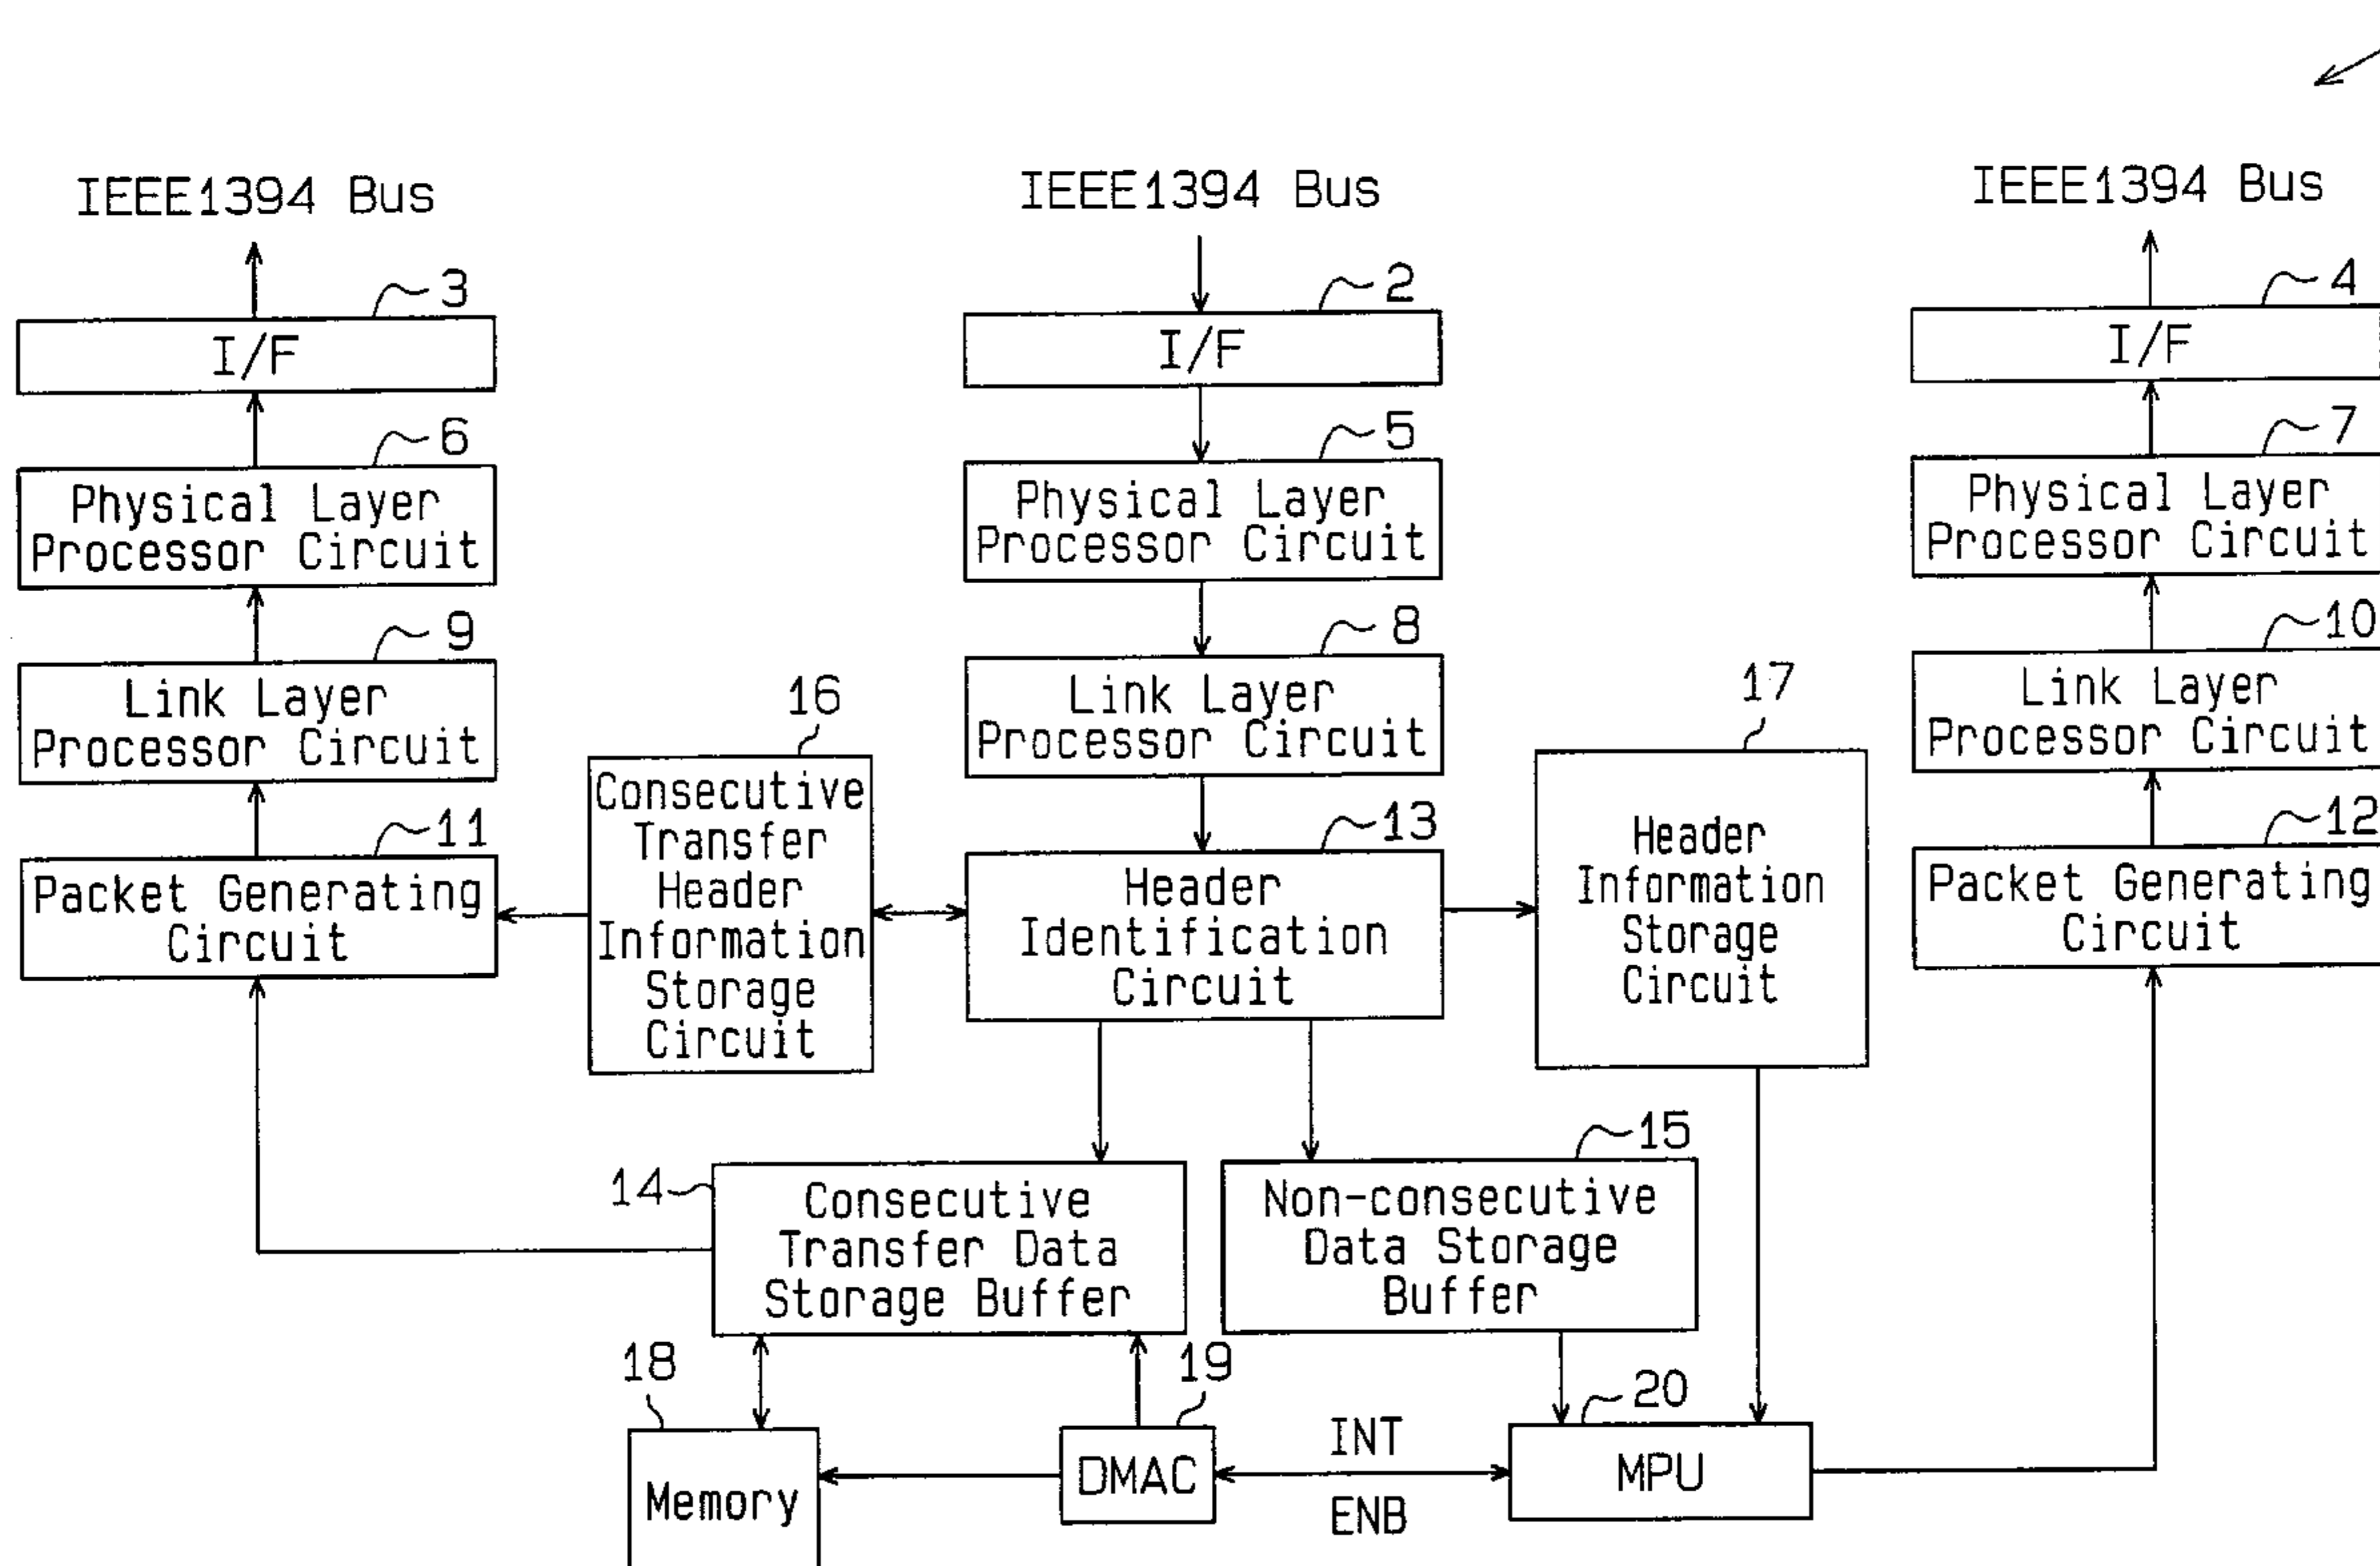 IEEE1394 Bus
IEEE1394 Bus
IEEE1394 Bus
3
I/F
2
I/F
4
I/F
6
Physical Layer
Processor Circuit
5
Physical Layer
Processor Circuit
7
Physical Layer
Processor Circuit
9
Link Layer
Processor Circuit
8
Link Layer
Processor Circuit
10
Link Layer
Processor Circuit
11
Packet Generating
Circuit
16
Consecutive
Transfer
Header
Information
Storage
Circuit
13
Header
Identification
Circuit
17
Header
Information
Storage
Circuit
12
Packet Generating
Circuit
14
Consecutive
Transfer Data
Storage Buffer
15
Non-consecutive
Data Storage
Buffer
18
Memory
19
DMAC
INT
ENB
20
MPU